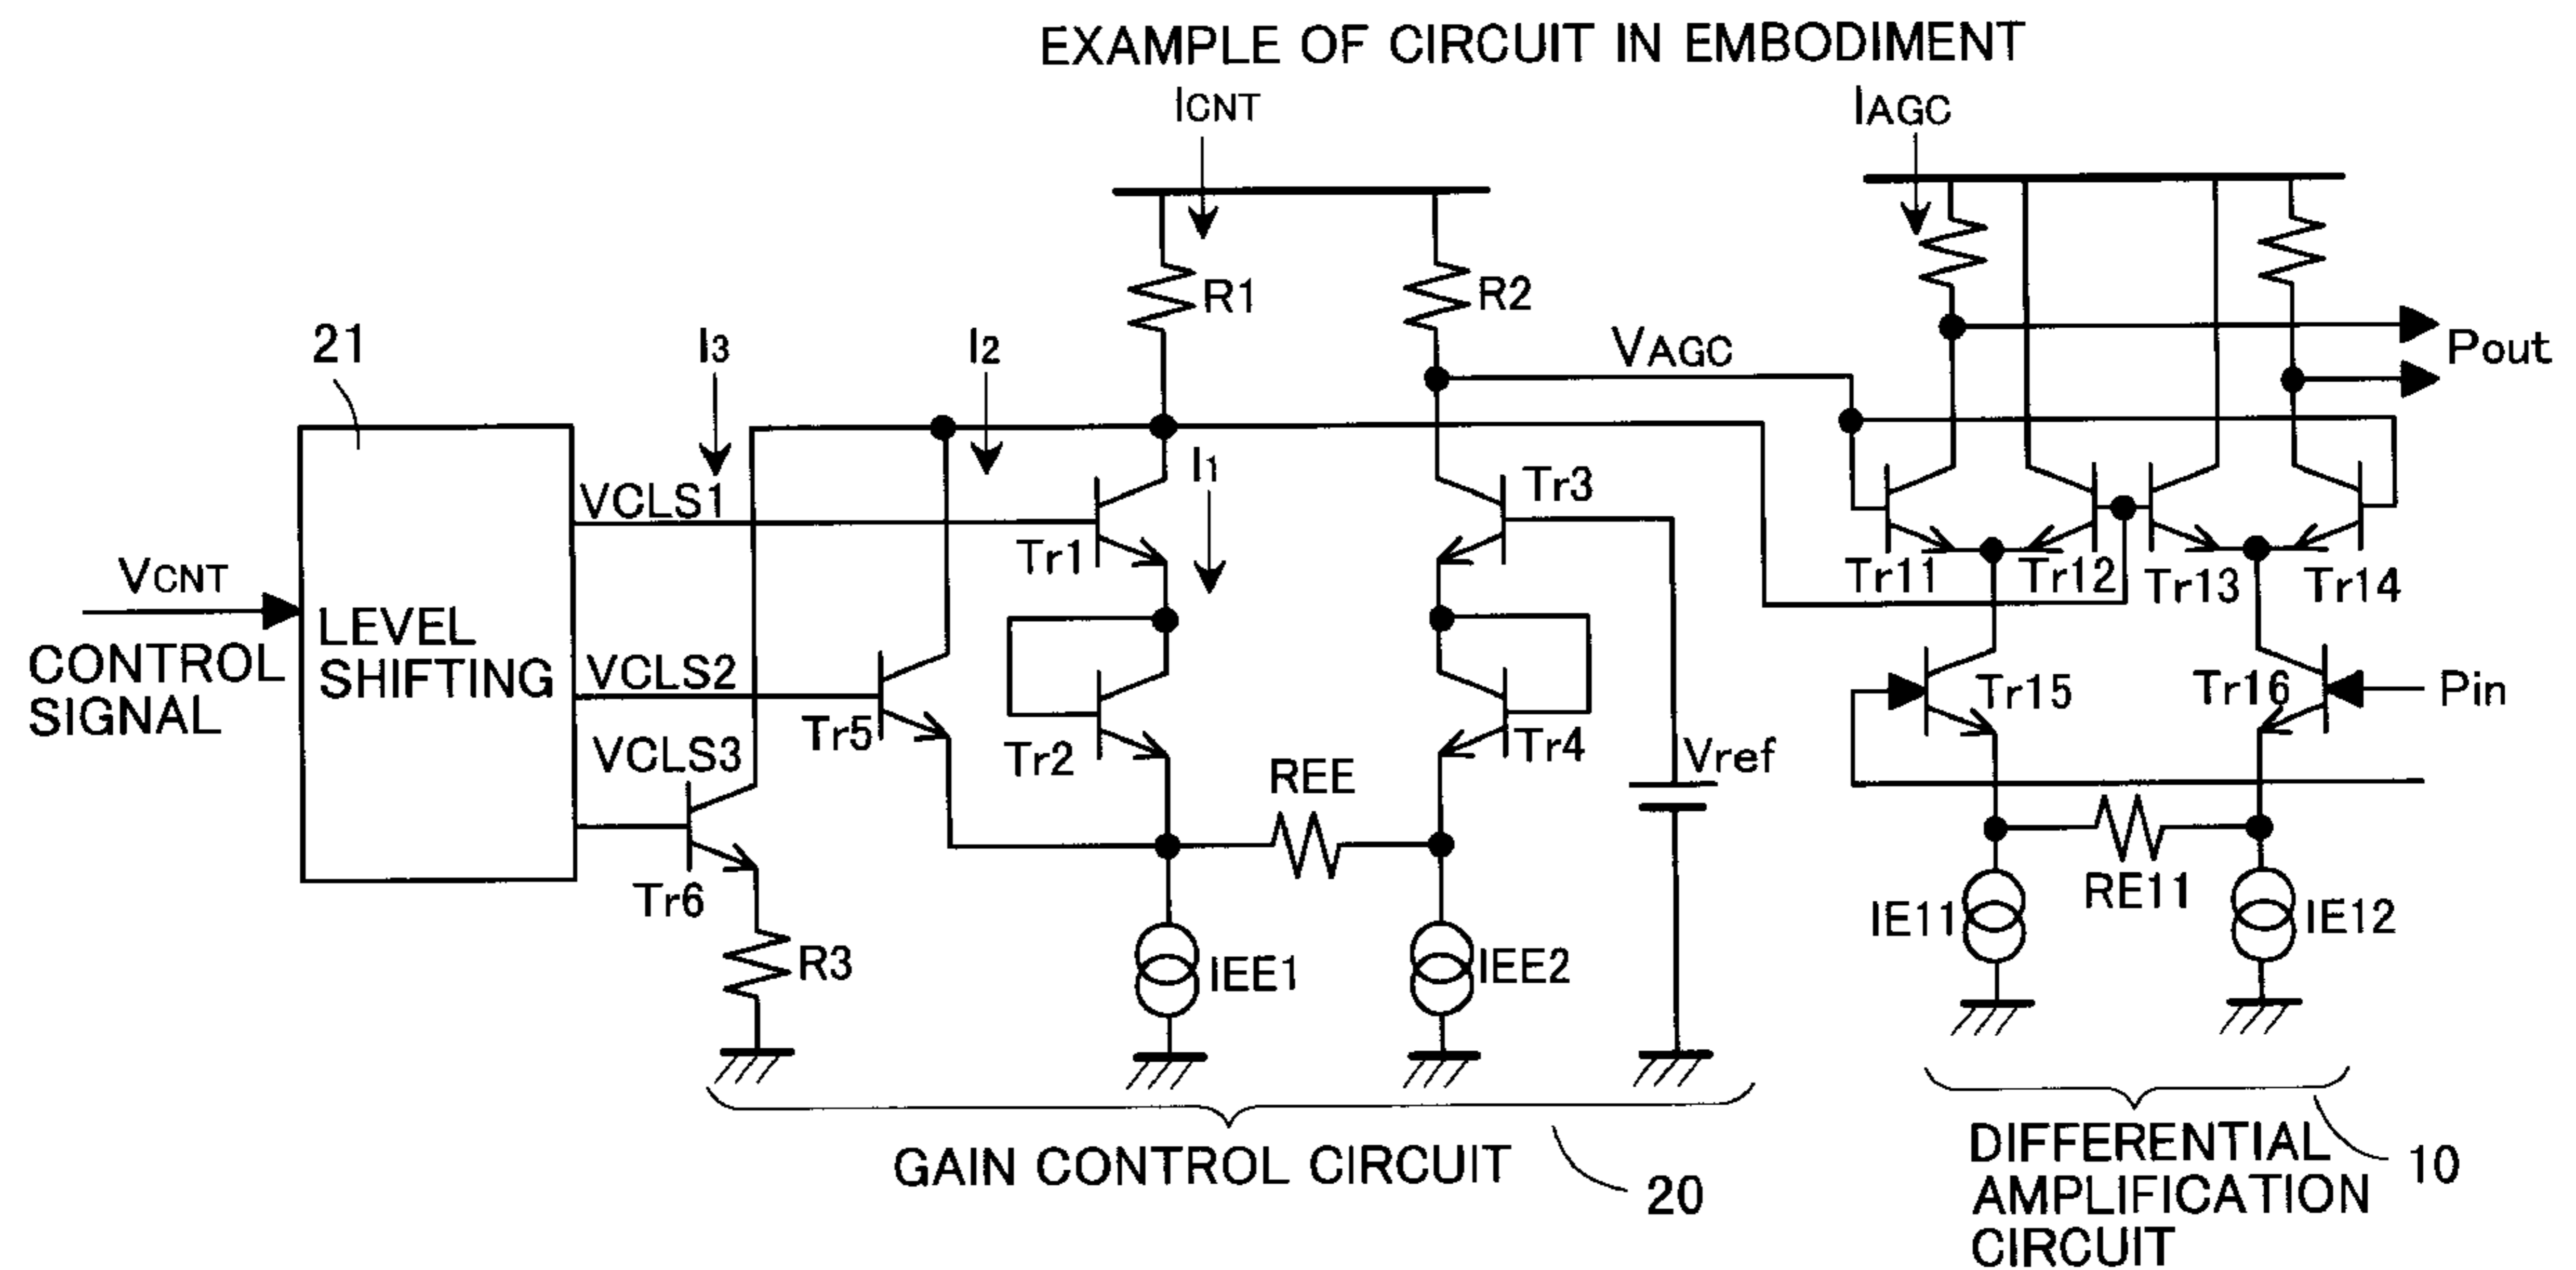 EXAMPLE OF CIRCUIT IN EMBODIMENT
ICNT
IAGC
R1
R2
21
I3
I2
VAGC
Pout
I1
VCLS1
Tr1
Tr3
Tr11
Tr12
Tr13
Tr14
VCNT
CONTROL
SIGNAL
LEVEL
SHIFTING
VCLS2
Tr5
Tr2
Tr4
Tr15
Tr16
Pin
VCLS3
REE
Vref
Tr6
RE11
IE11
IE12
R3
IEE1
IEE2
GAIN CONTROL CIRCUIT
20
DIFFERENTIAL
AMPLIFICATION
CIRCUIT
10